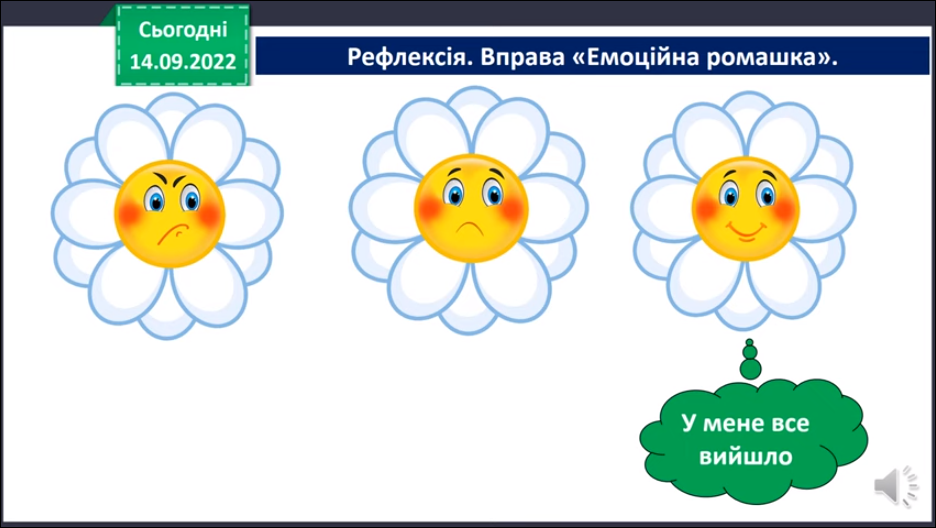 Сьогодні
14.09.2022
Рефлексія. Вправа «Емоційна ромашка».
У мене все
вийшло